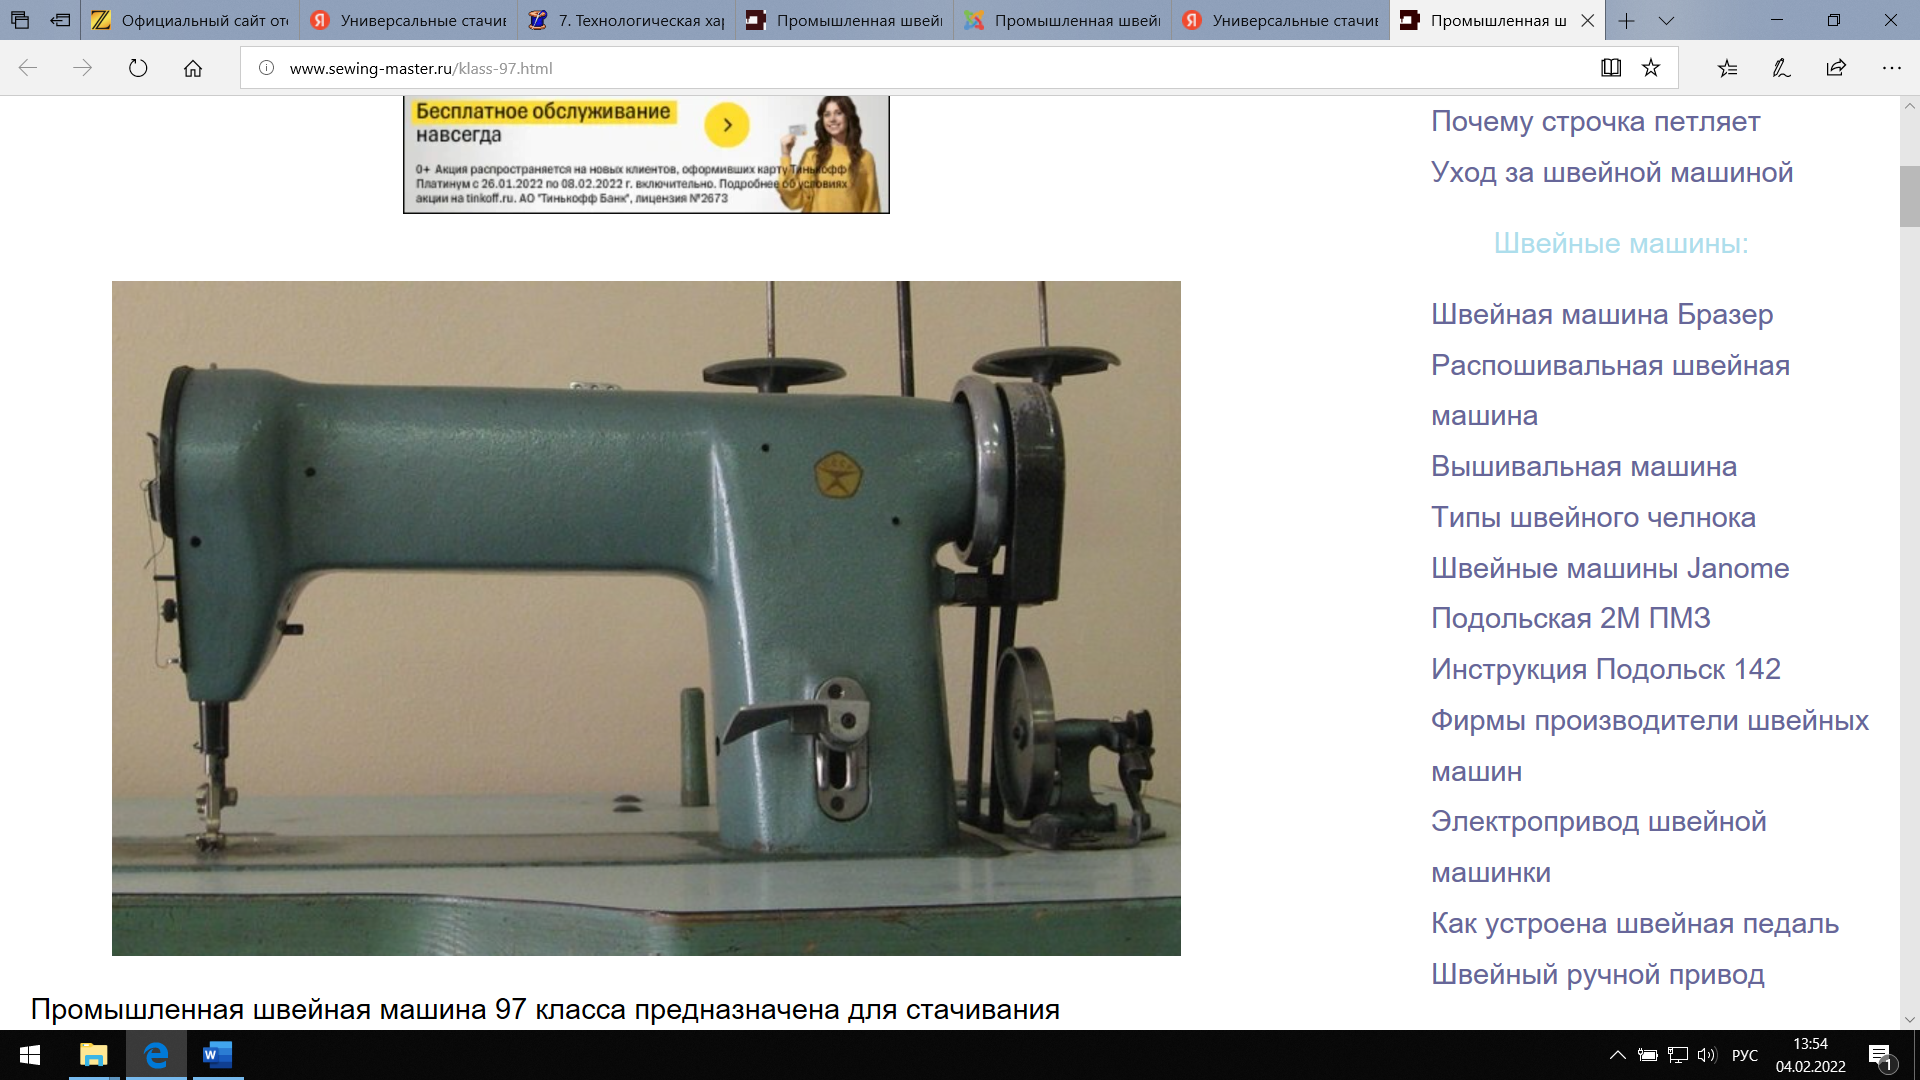 Официальный сайт ото
Универсальные стачив
7. Технологическая хар
Промышленная швейн
Промышленная швейн
Универсальные стачив
Промышленная ш
www.sewing-master.ru/klass-97.html
Бесплатное обслуживание
навсегда
0+ Акция распространяется на новых клиентов, оформивших карту Тинькофф
Платинум с 26.01.2022 по 08.02.2022 г. включительно. Подробнее об условиях
акции на tinkoff.ru. АО "Тинькофф Банк", лицензия №2673
Промышленная швейная машина 97 класса предназначена для стачивания
Почему строчка петляет
Уход за швейной машиной
Швейные машины:
Швейная машина Бразер
Распошивальная швейная
машина
Вышивальная машина
Типы швейного челнока
Швейные машины Janome
Подольская 2М ПМЗ
Инструкция Подольск 142
Фирмы производители швейных
машин
Электропривод швейной
машинки
Как устроена швейная педаль
Швейный ручной привод
РУС
13:54
04.02.2022
1